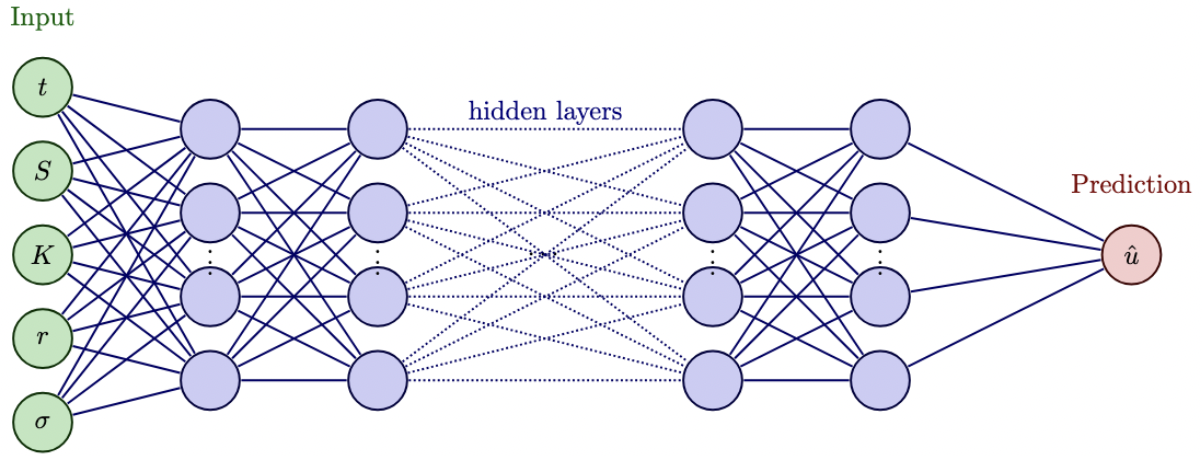 Input
t
S
K
r
σ
hidden layers
Prediction
û